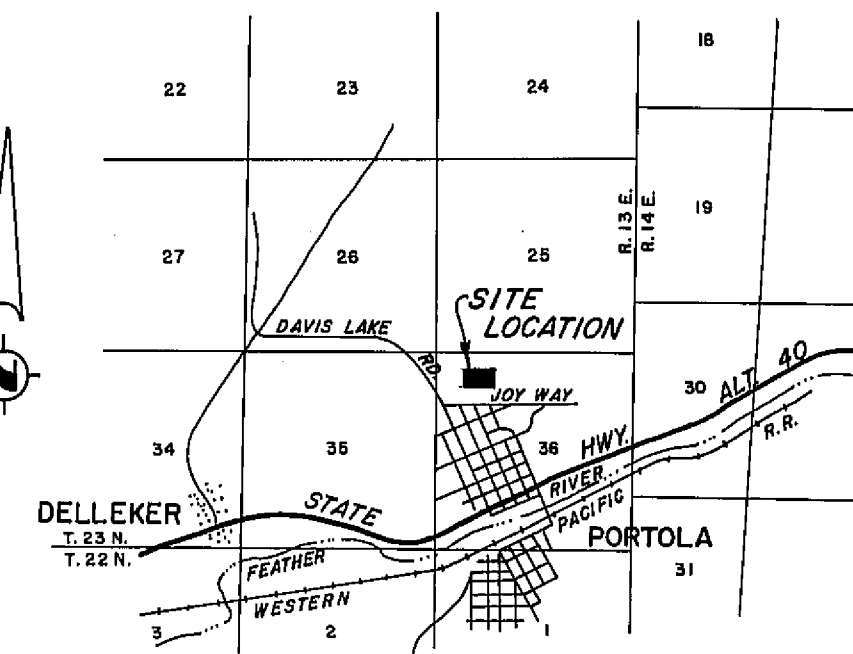 18
22
23
24
27
26
25
R. 13 E.
R. 14 E.
19
SITE
LOCATION
DAVIS LAKE
RD.
JOY WAY
30
ALT. 40
34
35
36
HWY.
R.R.
RIVER
PACIFIC
DELLEKER
STATE
T. 23 N.
T. 22 N.
PORTOLA
FEATHER
WESTERN
31
3
2
1